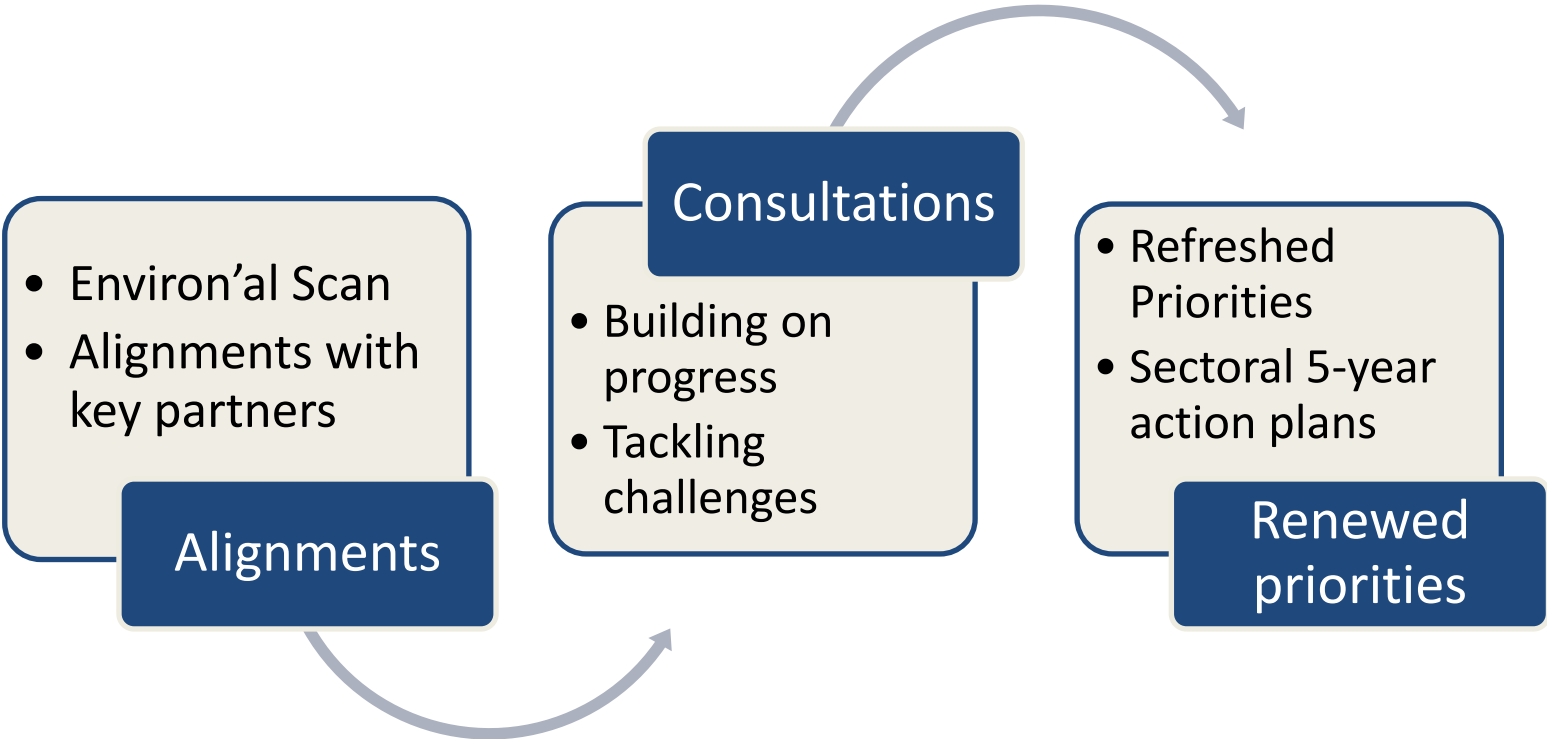 • Environ’al Scan
• Alignments with
key partners
Alignments
Consultations
• Building on
progress
• Tackling
challenges
• Refreshed
Priorities
• Sectoral 5-year
action plans
Renewed
priorities